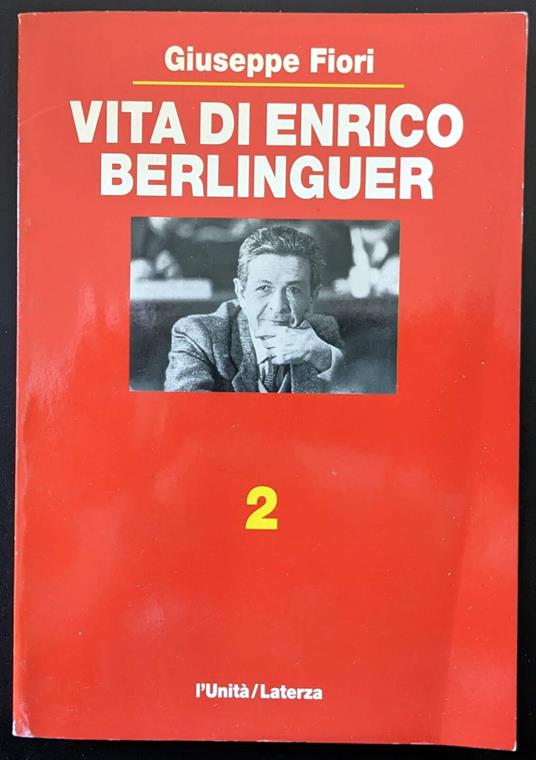 Giuseppe Fiori
VITA DI ENRICO
BERLINGUER
2
l'Unità/Laterza